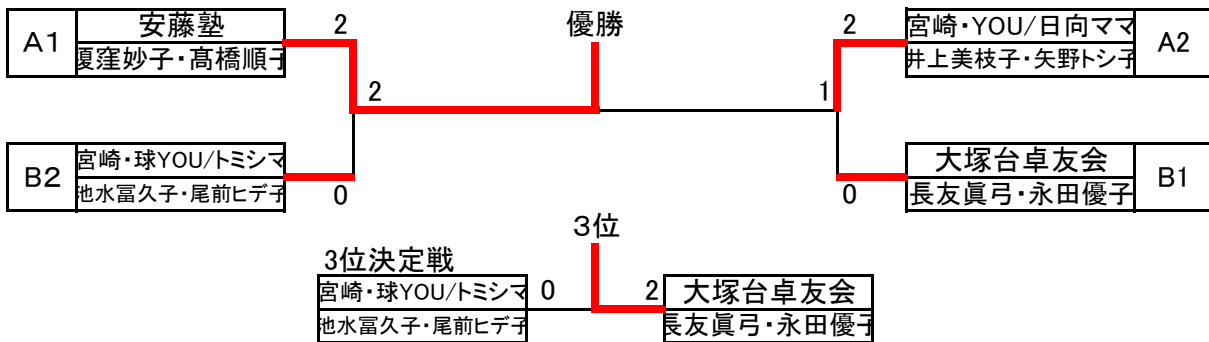 A1
安藤塾
榎窪妙子・髙橋順子
2
優勝
2
宮崎・YOU/日向ママ
井上美枝子・矢野トシ子
A2
2
1
B2
宮崎・球YOU/トミシマ
池水冨久子・尾前ヒデ子
0
0
大塚台卓友会
長友眞弓・永田優子
B1
3位
3位決定戦
宮崎・球YOU/トミシマ
池水冨久子・尾前ヒデ子
0
2
大塚台卓友会
長友眞弓・永田優子